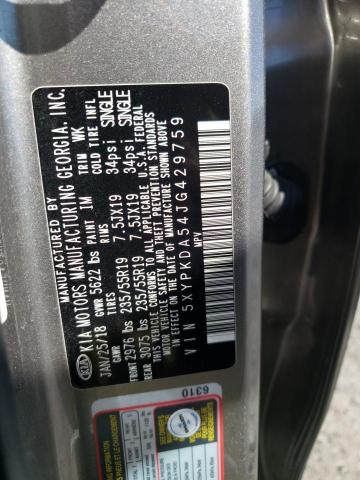 MANUFACTURED BY
KIA MOTORS MANUFACTURING GEORGIA, INC.
KIA
JAN/25/18 PAINT 1M TRIM WK
GVWR 5622 LBS
GAWR TIRES COLD TIRE INFL
FRONT 2976 LBS 235/55R19 7.5JX19 34psi SINGLE
REAR 3075 LBS 235/55R19 7.5JX19 34psi SINGLE
THIS VEHICLE CONFORMS TO ALL APPLICABLE U.S.A. FEDERAL
MOTOR VEHICLE SAFETY AND THEFT PREVENTION STANDARDS
IN EFFECT ON THE DATE OF MANUFACTURE SHOWN ABOVE
VIN 5XYPKDA54JG429759
MPV
6310